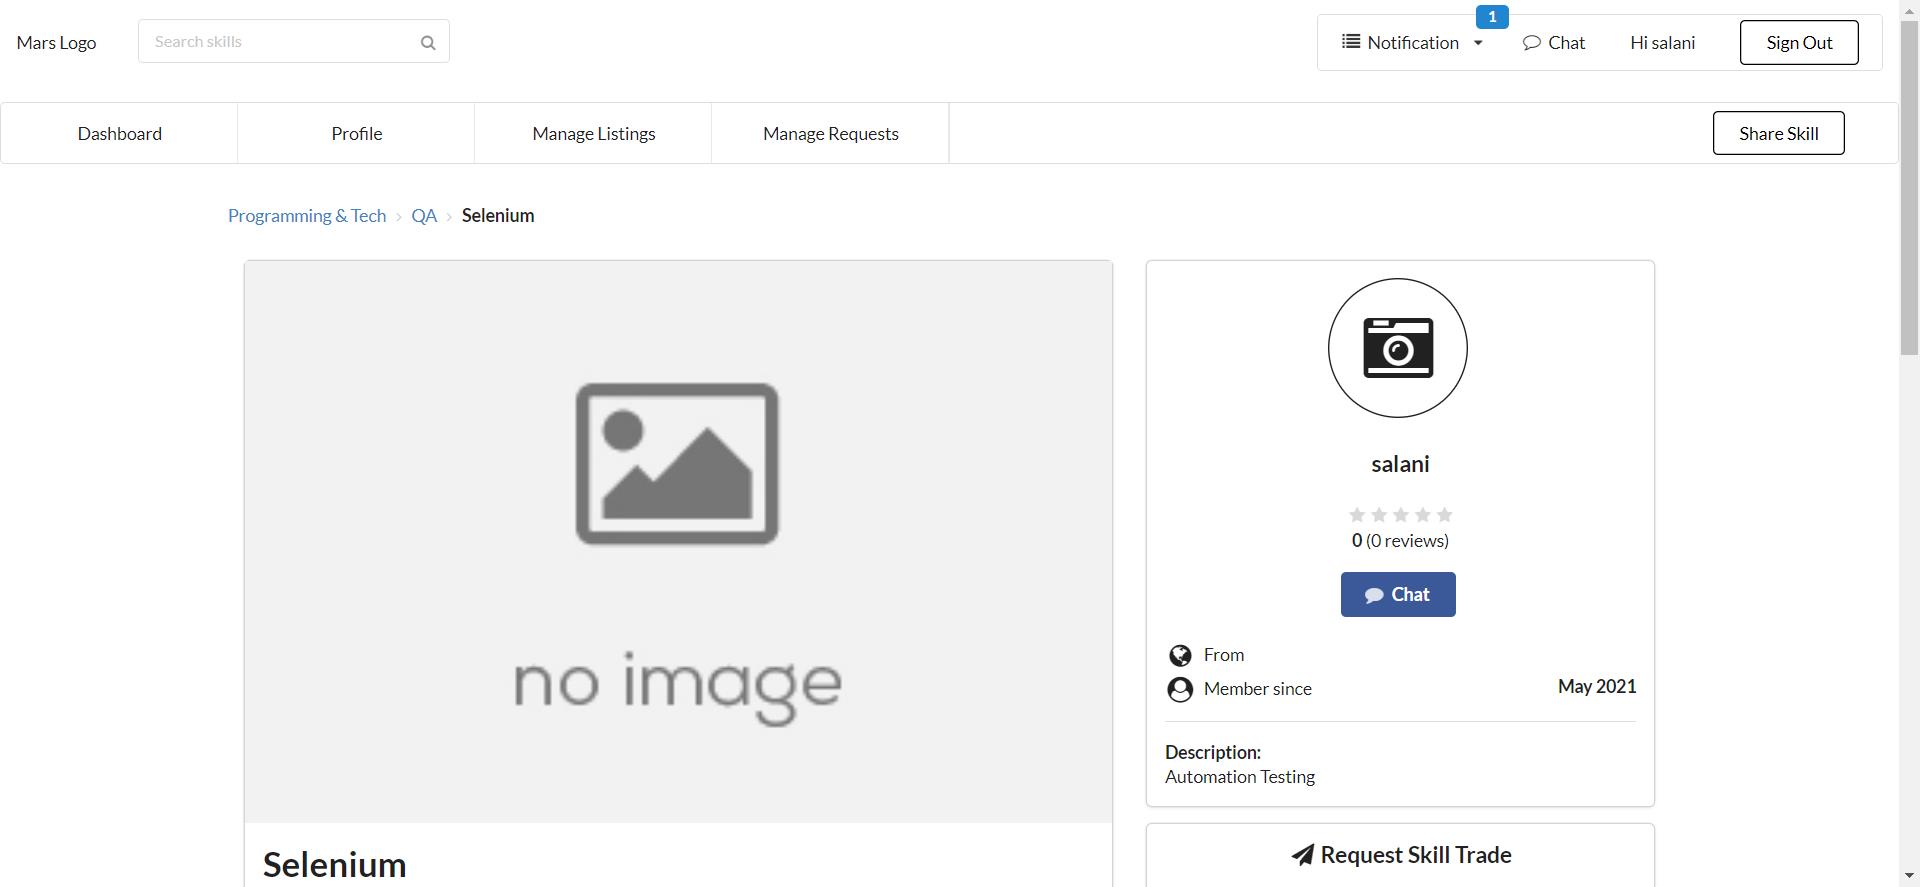 Mars Logo
Search skills
1
Notification
Chat
Hi salani
Sign Out
Dashboard
Profile
Manage Listings
Manage Requests
Share Skill
Programming & Tech › QA › Selenium
no image
Selenium
salani
0 (0 reviews)
Chat
From
Member since May 2021
Description:
Automation Testing
Request Skill Trade